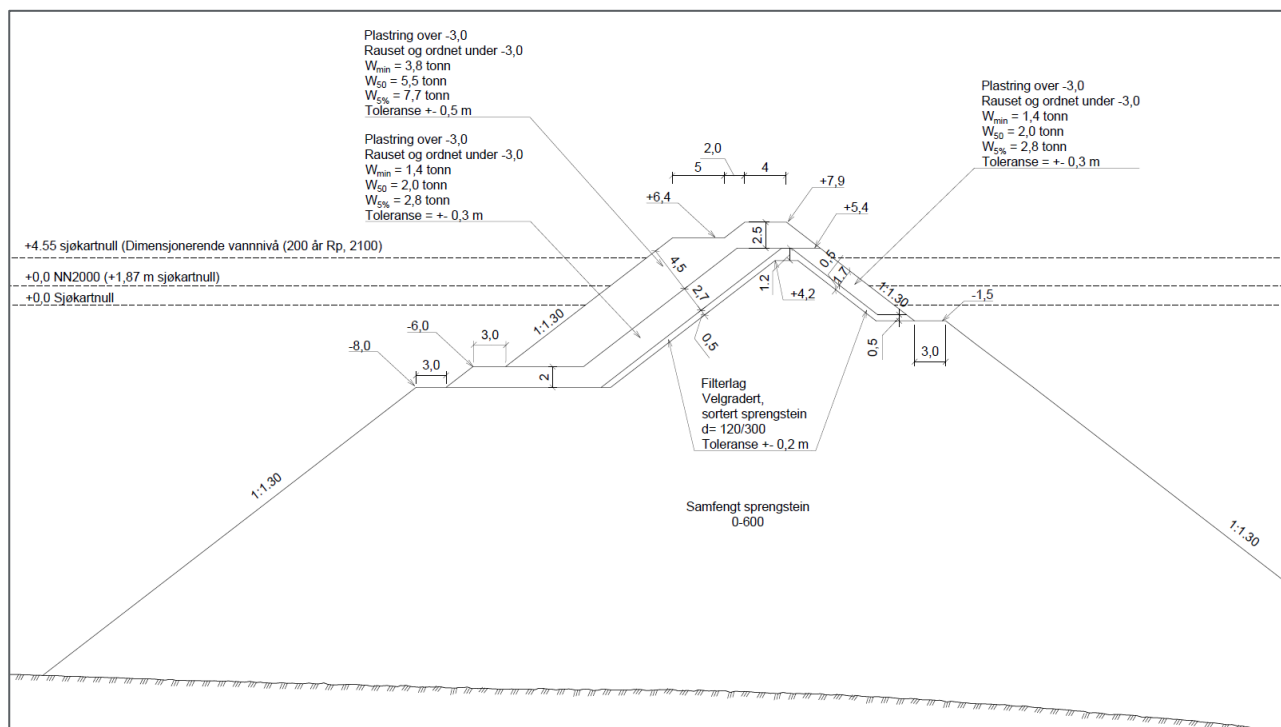 Plastring over -3,0
Rauset og ordnet under -3,0
Wmin = 3,8 tonn
W50 = 5,5 tonn
W5% = 7,7 tonn
Toleranse +- 0,5 m
Plastring over -3,0
Rauset og ordnet under -3,0
Wmin = 1,4 tonn
W50 = 2,0 tonn
W5% = 2,8 tonn
Toleranse = +- 0,3 m
Plastring over -3,0
Rauset og ordnet under -3,0
Wmin = 1,4 tonn
W50 = 2,0 tonn
W5% = 2,8 tonn
Toleranse = +- 0,3 m
2,0
5
4
+7,9
+6,4
+5,4
2.5
+4.55 sjøkartnull (Dimensjonerende vannnivå (200 år Rp, 2100)
+0,0 NN2000 (+1,87 m sjøkartnull)
+0,0 Sjøkartnull
4,5
2,7
0,5
1.2
+4,2
0,5
1.7
1:1.30
-1,5
0,5
3,0
1:1.30
-6,0
3,0
-8,0
3,0
2
Filterlag
Velgradert,
sortert sprengstein
d= 120/300
Toleranse +- 0,2 m
1:1.30
Samfengt sprengstein
0-600
1:1.30